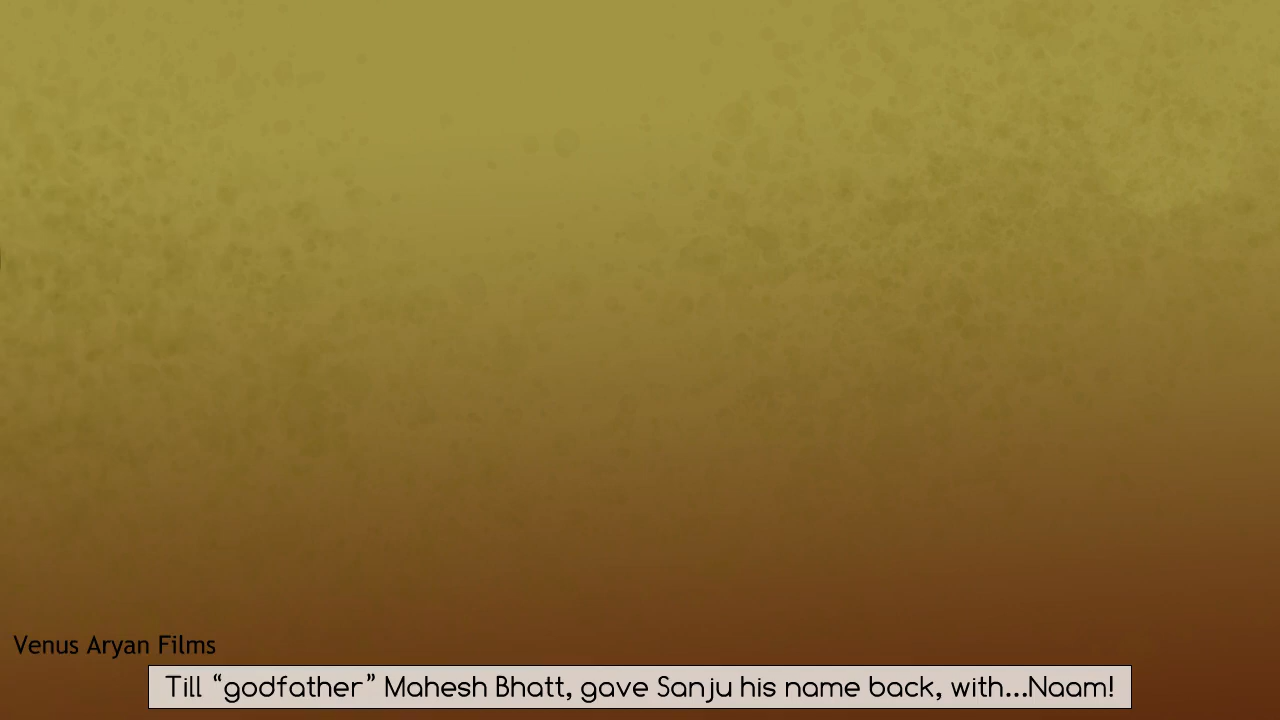 Venus Aryan Films
Till “godfather” Mahesh Bhatt, gave Sanju his name back, with...Naam!